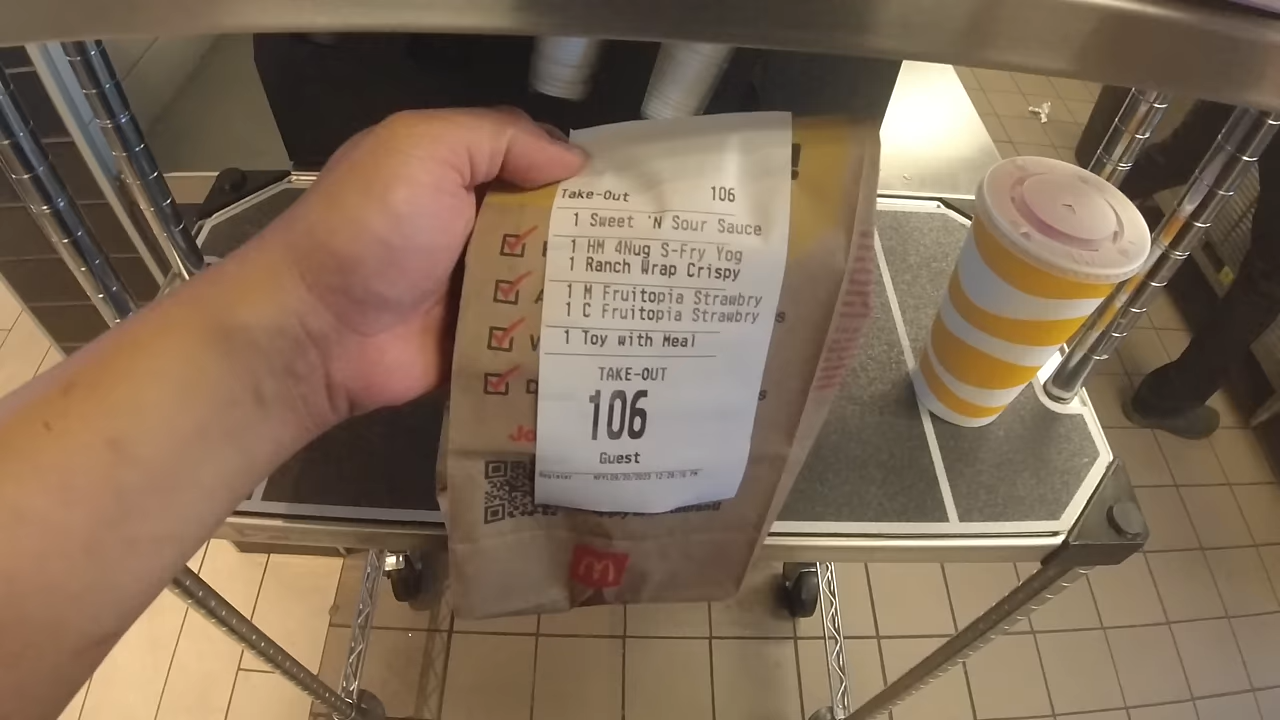 Take-Out 106
1 Sweet 'N Sour Sauce
1 HM 4Nug S-Fry Yog
1 Ranch Wrap Crispy
1 M Fruitopia Strawbry
1 C Fruitopia Strawbry
1 Toy with Meal
TAKE-OUT
106
Guest
Register